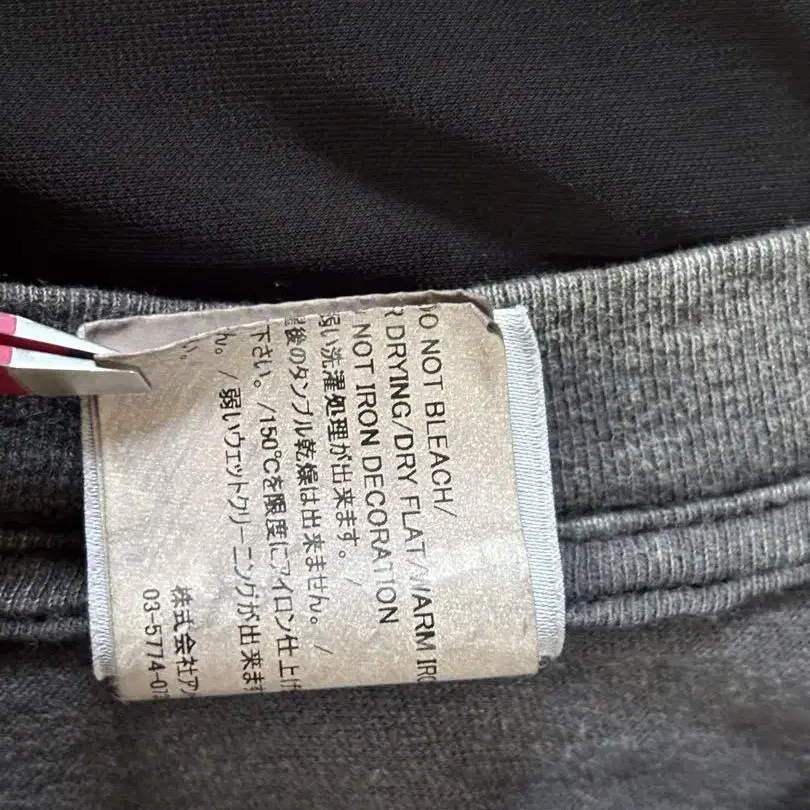 DO NOT BLEACH/
DRYING/DRY FLAT/WARM
NOT IRON DECORATION
弱い洗濯処理が出来ます。/
後のタンブル乾燥は出来ません。/
下さい。/150℃を限度にアイロン仕上げ
ん。/弱いウェットクリーニングが出来ます
い。
株式会社ア
03-5774-07